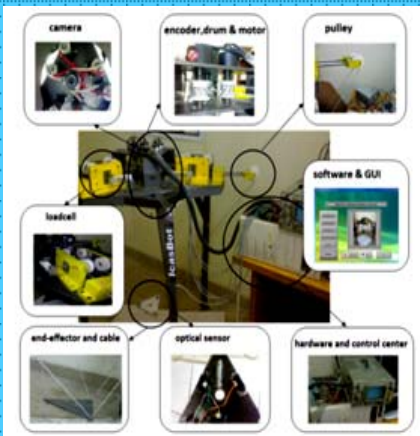 camera
encoder,drum & motor
pulley
software & GUI
loadcell
IcasBot
end-effector and cable
optical sensor
hardware and control center